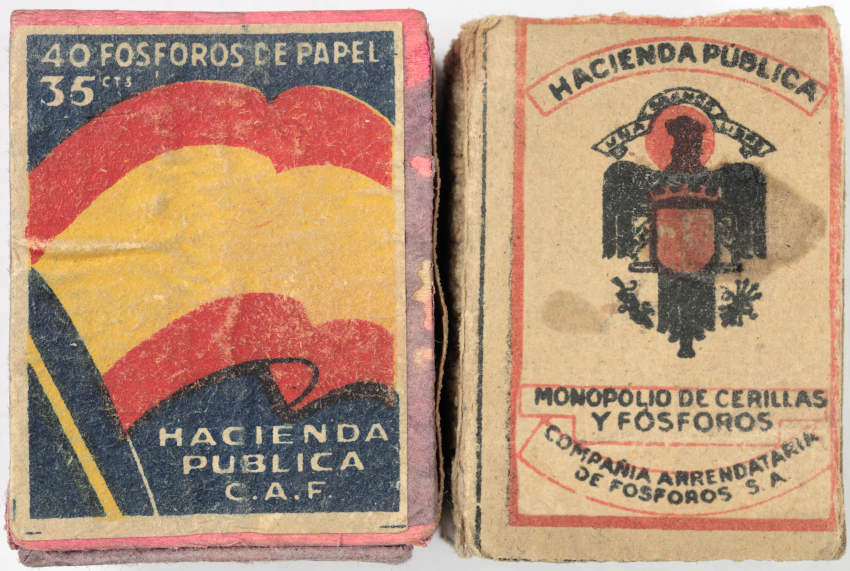 40 FOSFOROS DE PAPEL
35 CTS
HACIENDA
PUBLICA
C.A.F.
HACIENDA PÚBLICA
UNA GRANDE LIBRE
MONOPOLIO DE CERILLAS
Y FÓSFOROS
COMPAÑIA ARRENDATARIA
DE FOSFOROS S.A.